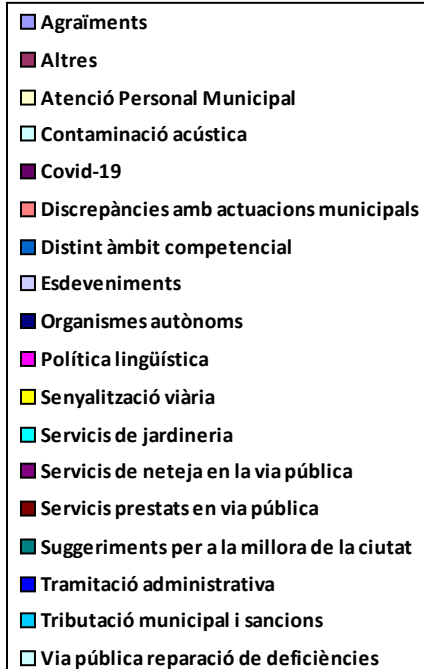 Agraïments
Altres
Atenció Personal Municipal
Contaminació acústica
Covid-19
Discrepàncies amb actuacions municipals
Distint àmbit competencial
Esdeveniments
Organismes autònoms
Política lingüística
Senyalització viària
Servicis de jardineria
Servicis de neteja en la via pública
Servicis prestats en via pública
Suggeriments per a la millora de la ciutat
Tramitació administrativa
Tributació municipal i sancions
Via pública reparació de deficiències